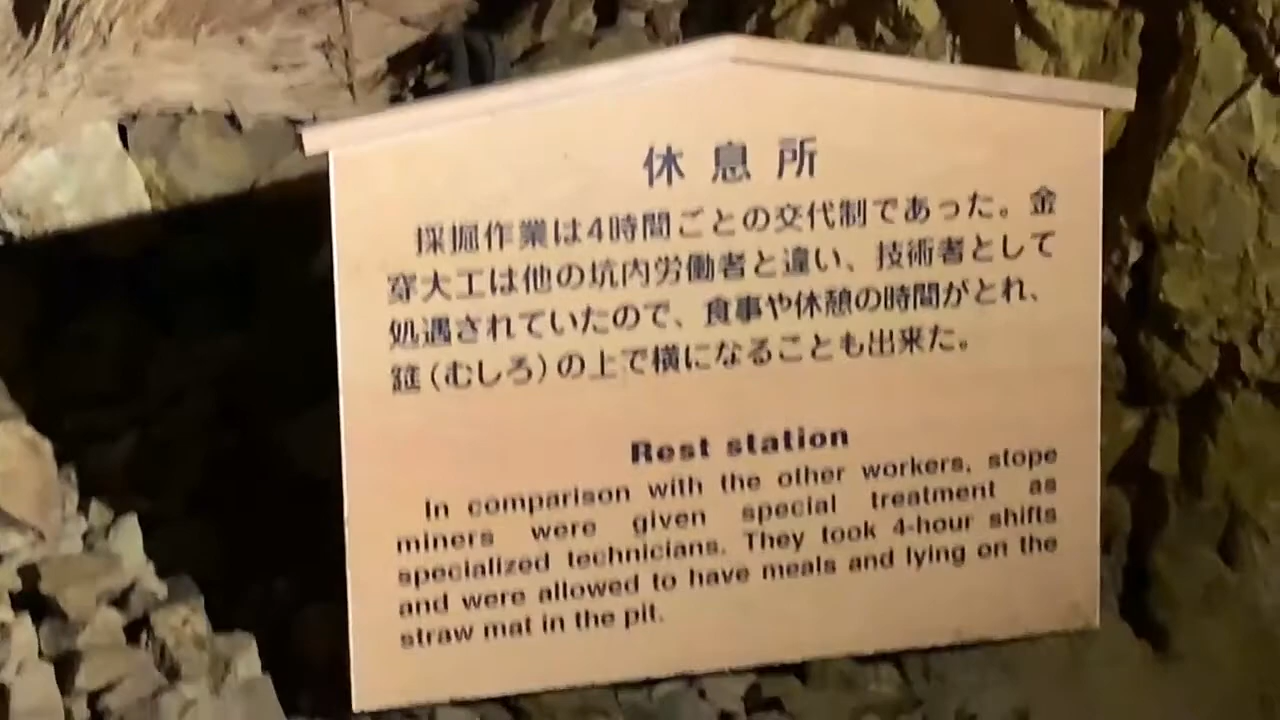 休息所
採掘作業は4時間ごとの交代制であった。金
穿大工は他の坑内労働者と違い、技術者として
処遇されていたので、食事や休憩の時間がとれ、
筵(むしろ)の上で横になることも出来た。
Rest station
In comparison with the other workers, stope
miners were given special treatment as
specialized technicians. They took 4-hour shifts
and were allowed to have meals and lying on the
straw mat in the pit.